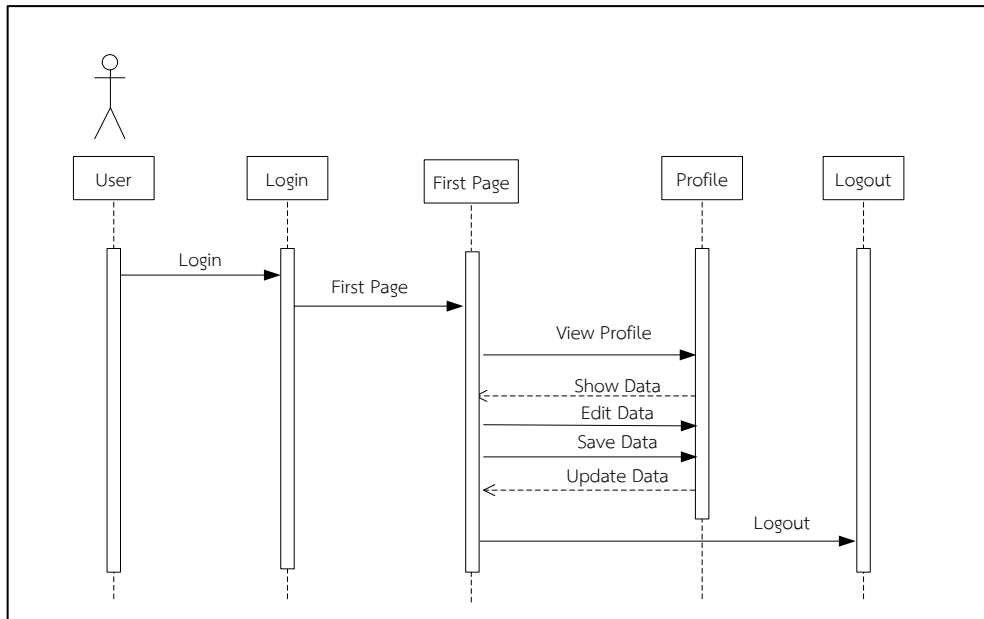 User
Login
First Page
Profile
Logout
Login
First Page
View Profile
Show Data
Edit Data
Save Data
Update Data
Logout